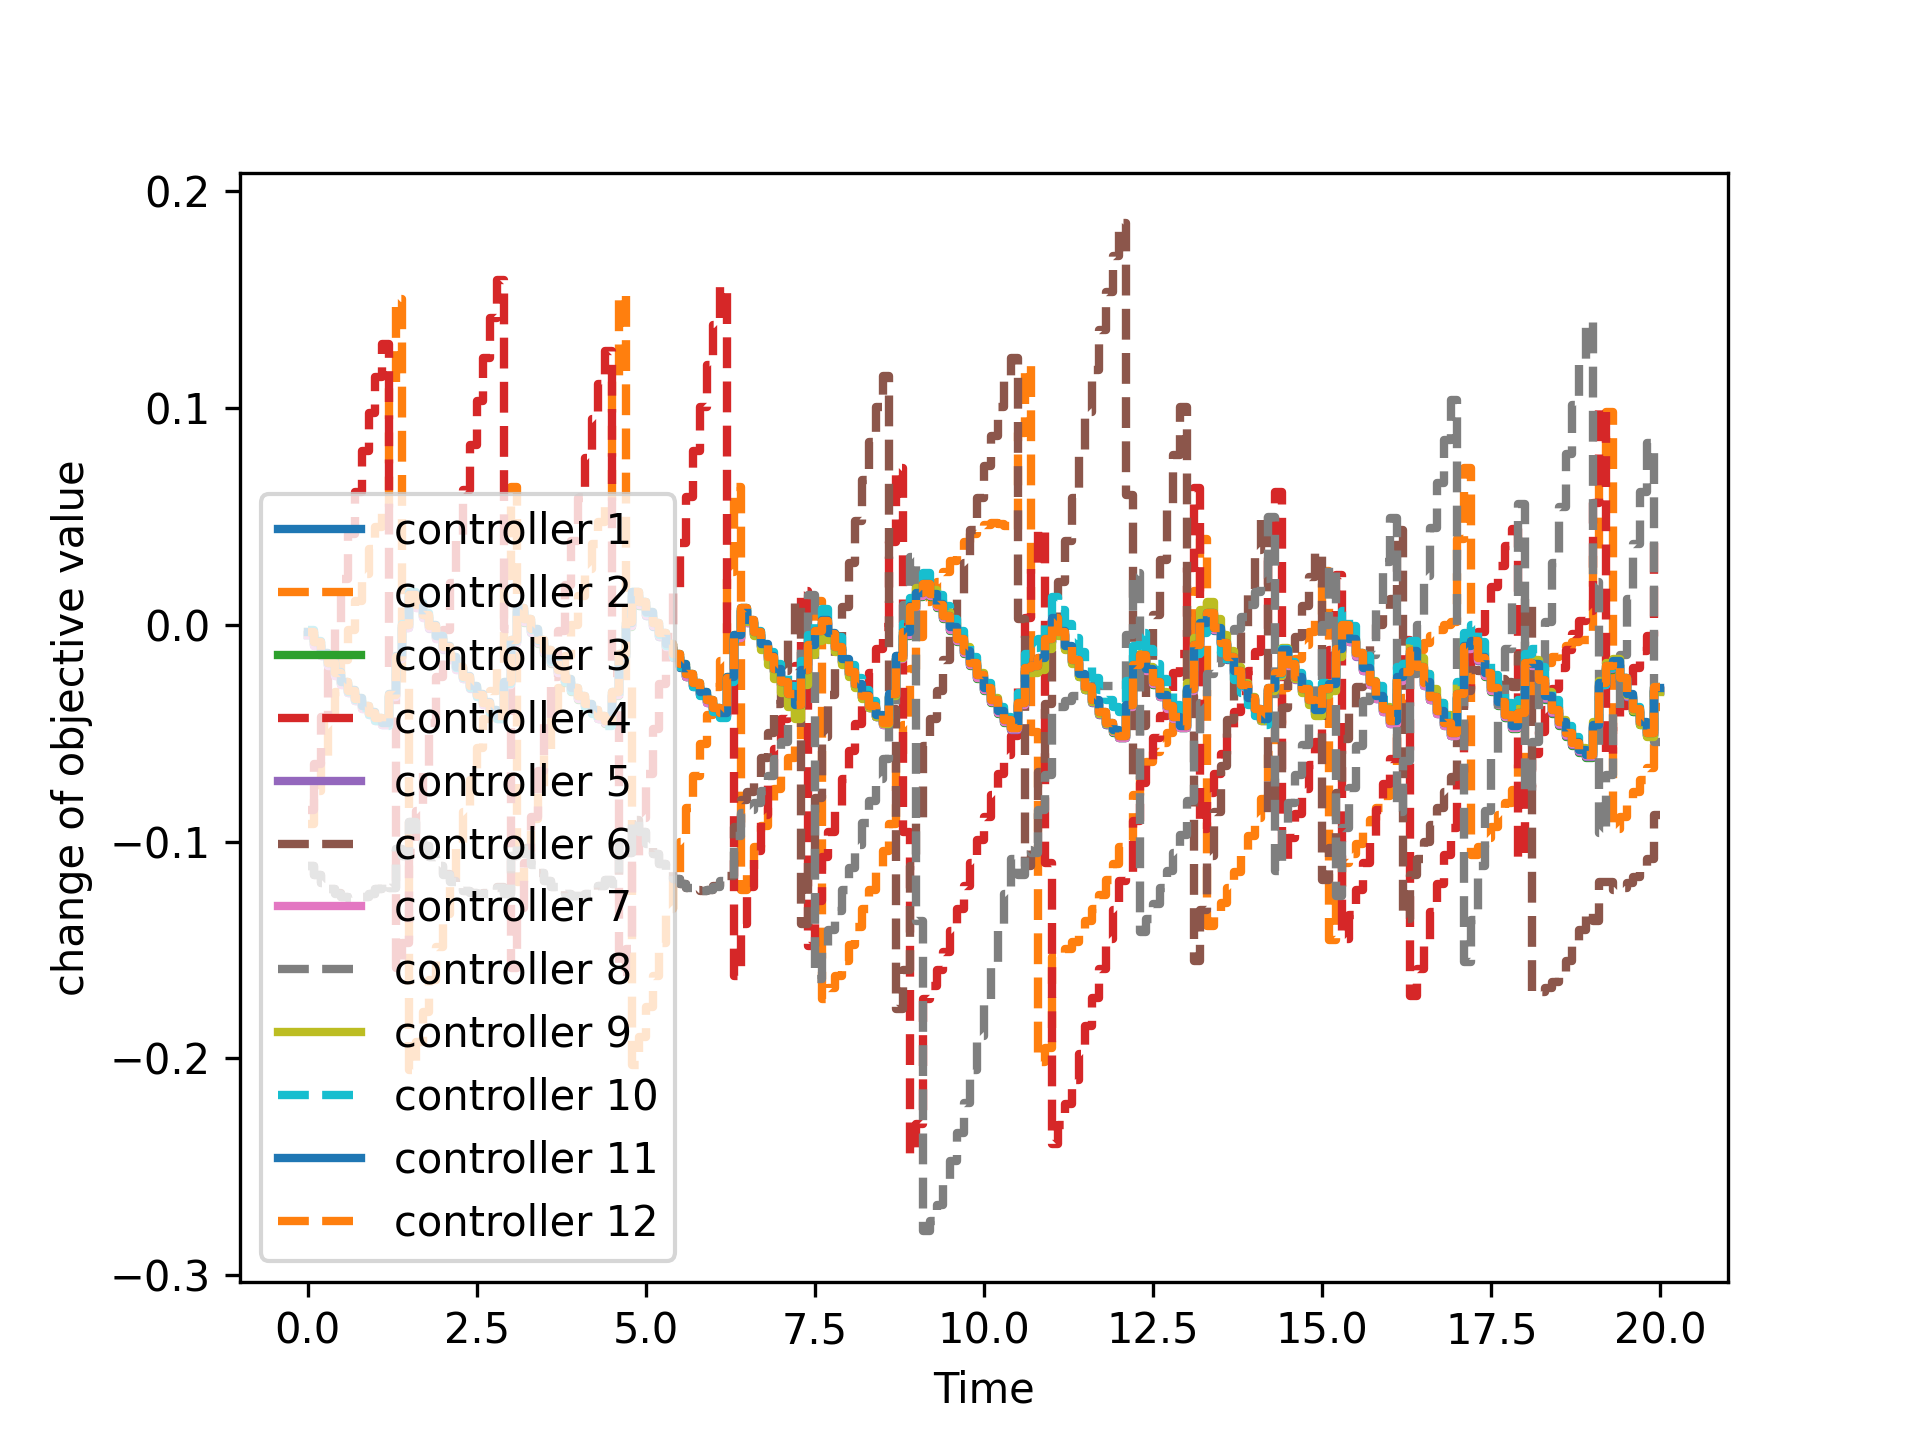 0.2
0.1
0.0
−0.1
−0.2
−0.3
change of objective value
controller 1
controller 2
controller 3
controller 4
controller 5
controller 6
controller 7
controller 8
controller 9
controller 10
controller 11
controller 12
0.0 2.5 5.0 7.5 10.0 12.5 15.0 17.5 20.0
Time